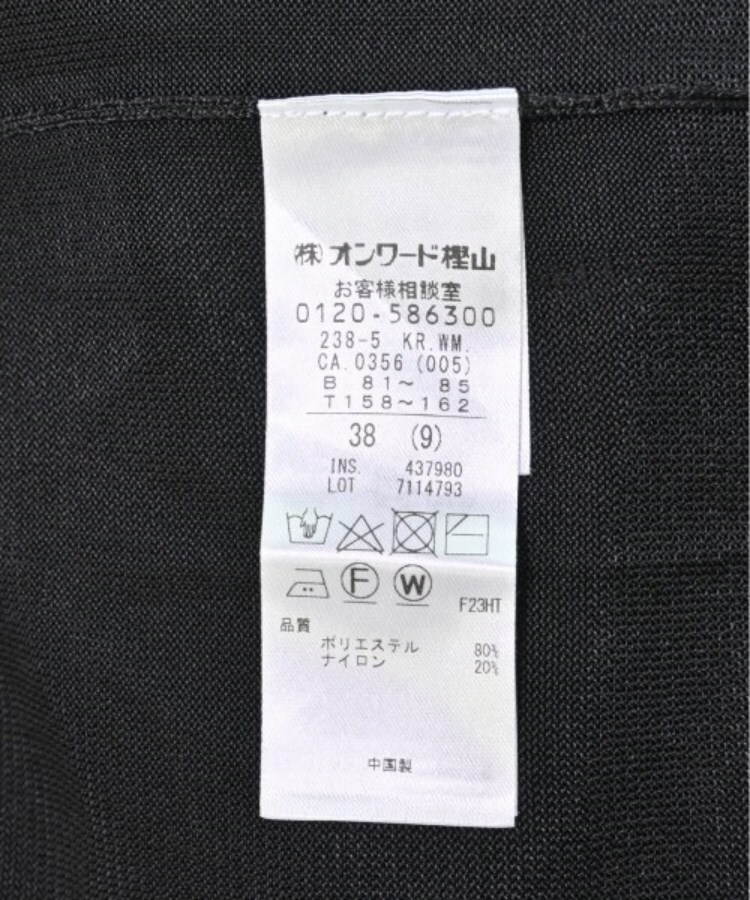 ㈱オンワード樫山
お客様相談室
0120-586300
238-5 KR.WM.
CA.0356 (005)
B 81〜 85
T158〜162
38 (9)
INS. 437980
LOT 7114793
F
W
F23HT
品質
ポリエステル 80%
ナイロン 20%
中国製